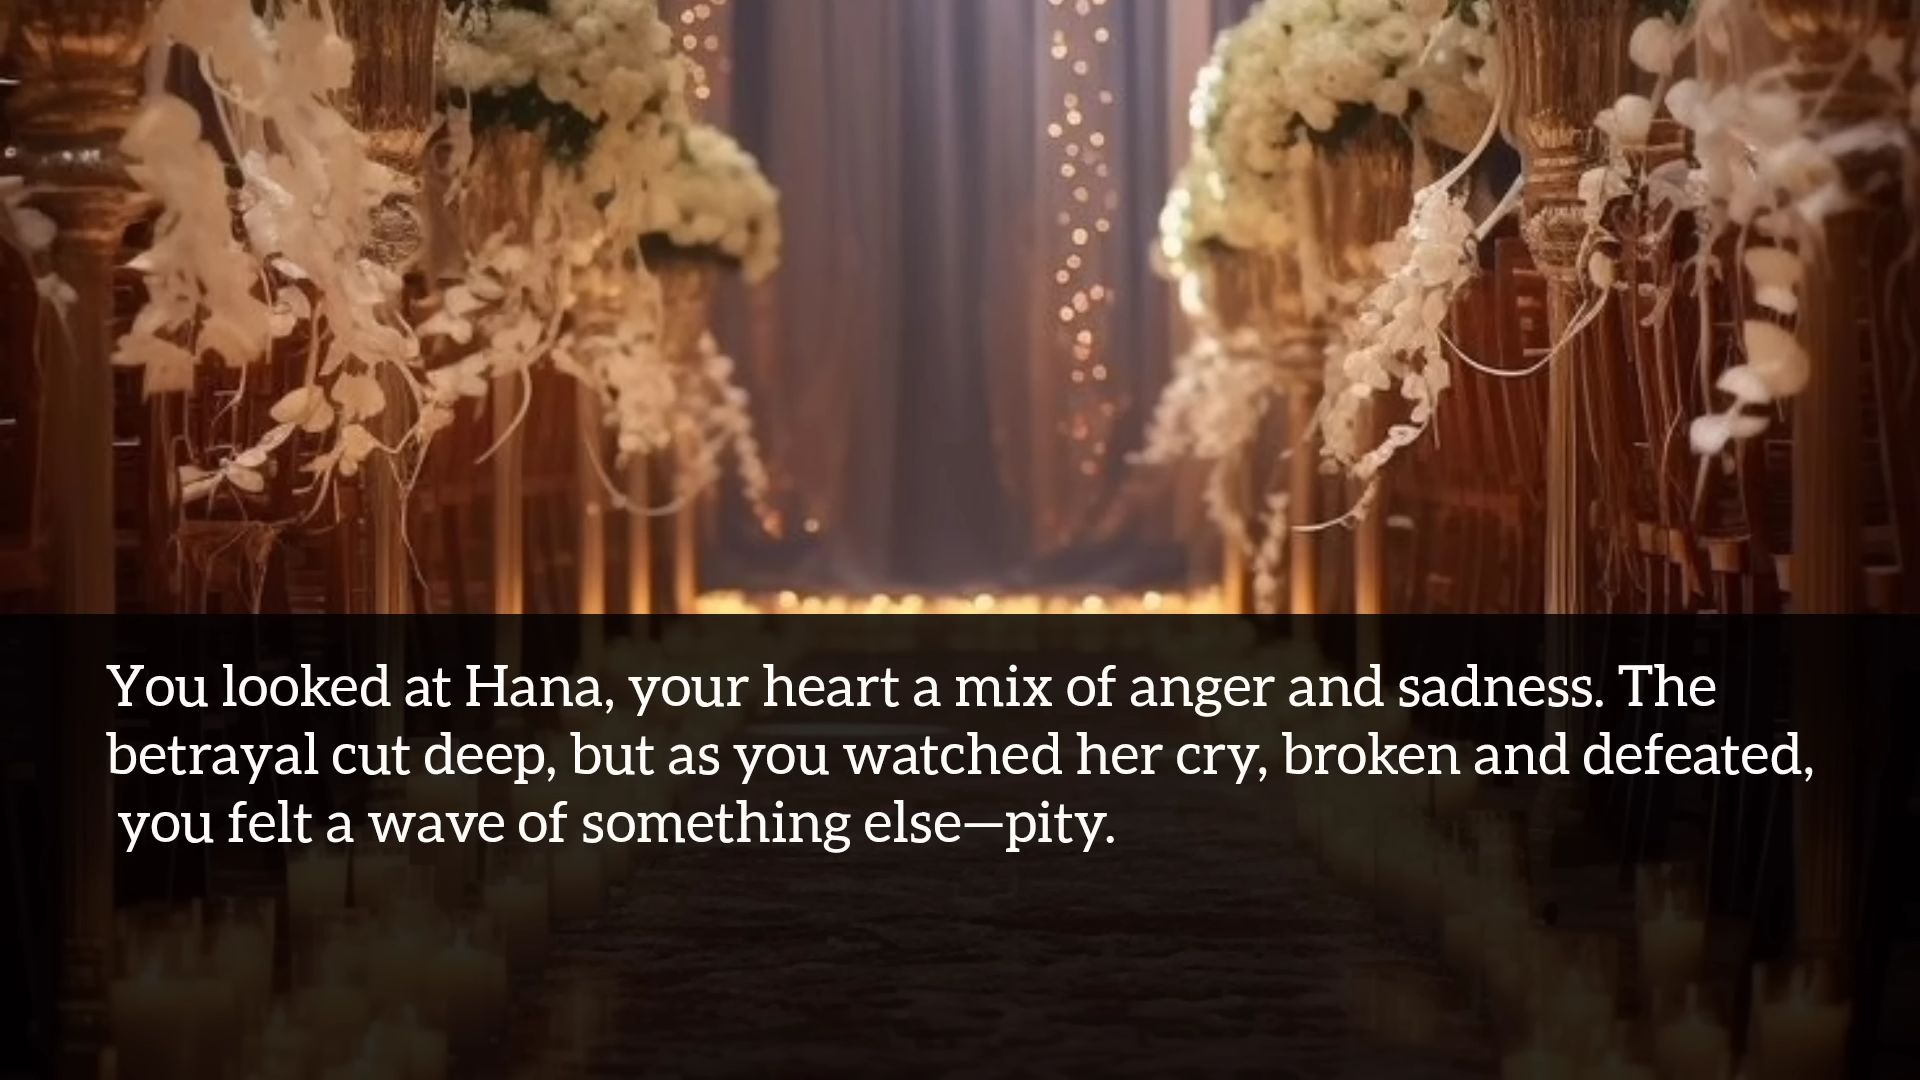 You looked at Hana, your heart a mix of anger and sadness. The
betrayal cut deep, but as you watched her cry, broken and defeated,
you felt a wave of something else—pity.